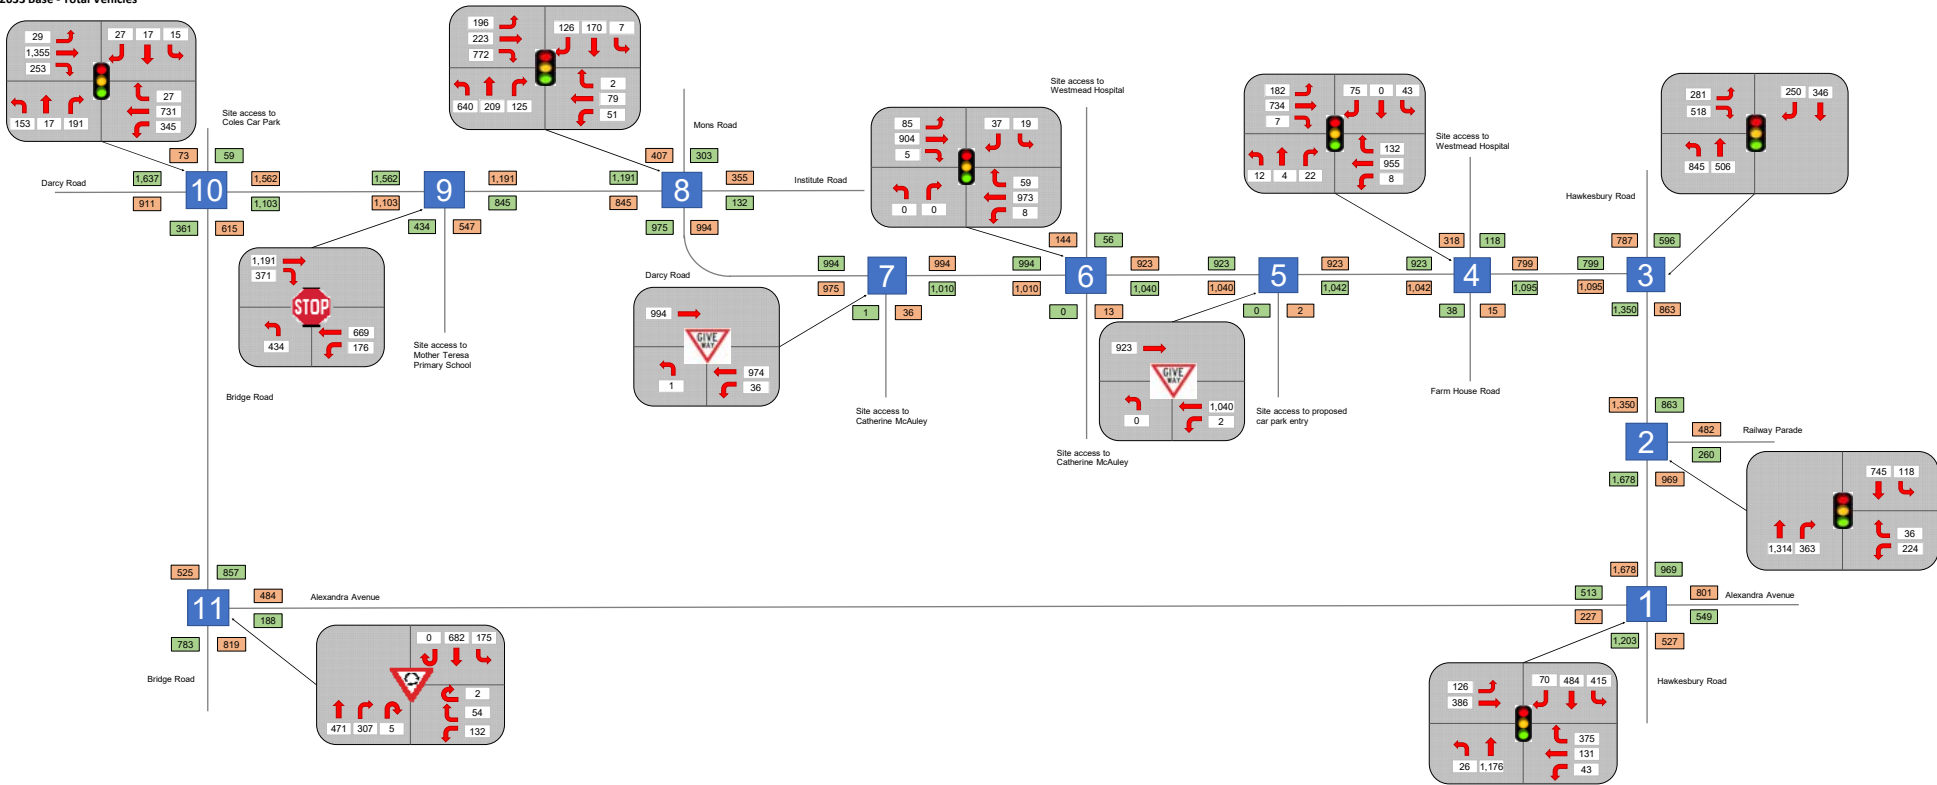 29
1,355
253
27 17 15
153 17 191
27
731
345
196
223
772
126 170 7
640 209 125
2
79
51
Site access to
Coles Car Park
Mons Road
Site access to
Westmead Hospital
85
904
5
37 19
0 0
59
973
8
182
734
7
75 0 43
12 4 22
132
955
8
Site access to
Westmead Hospital
281
518
250 346
845 506
Hawkesbury Road
Darcy Road
73 59
1,637 1,562
10
911 1,103
361 615
1,562 1,191
9
1,103 845
434 547
407 303
1,191 355
8
845 132
975 994
Institute Road
1,191
371
STOP
434
669
176
Site access to
Mother Teresa
Primary School
Bridge Road
Darcy Road
994 994
7
975 1,010
1 36
994
GIVE
WAY
1
974
36
Site access to
Catherine McAuley
144 56
994 923
6
1,010 1,040
0 13
Site access to
Catherine McAuley
923 923
5
1,040 1,042
0 2
923
GIVE
WAY
0
1,040
2
Site access to proposed
car park entry
318 118
923 799
4
1,042 1,095
38 15
Farm House Road
787 596
799
3
1,095
1,350 863
1,350 863
482
2
260
1,678 969
Railway Parade
745 118
1,314 363
36
224
525 857
484
11
188
783 819
Alexandra Avenue
Bridge Road
0 682 175
471 307 5
2
54
132
1,678 969
513 801
1
227 549
1,203 527
Alexandra Avenue
Hawkesbury Road
126
386
70 484 415
26 1,176
375
131
43